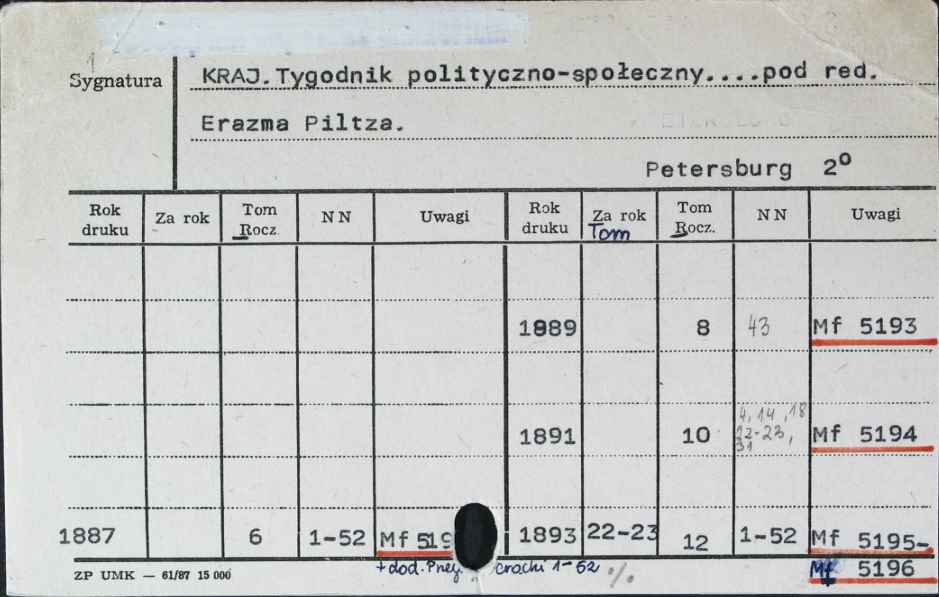 Sygnatura
KRAJ. Tygodnik polityczno-społeczny....pod red.
Erazma Piltza.
Petersburg 2°
Rok druku Za rok Tom Rocz. NN Uwagi Rok druku Za rok Tom Tom Rocz. NN Uwagi
1889 8 43 Mf 5193
1891 10 4, 14, 18 22-23, 31 Mf 5194
1887 6 1-52 Mf 519 1893 22-23 12 1-52 Mf 5195-
ZP UMK — 61/87 15 000 +dod. 1-52 ./. Mf 5196